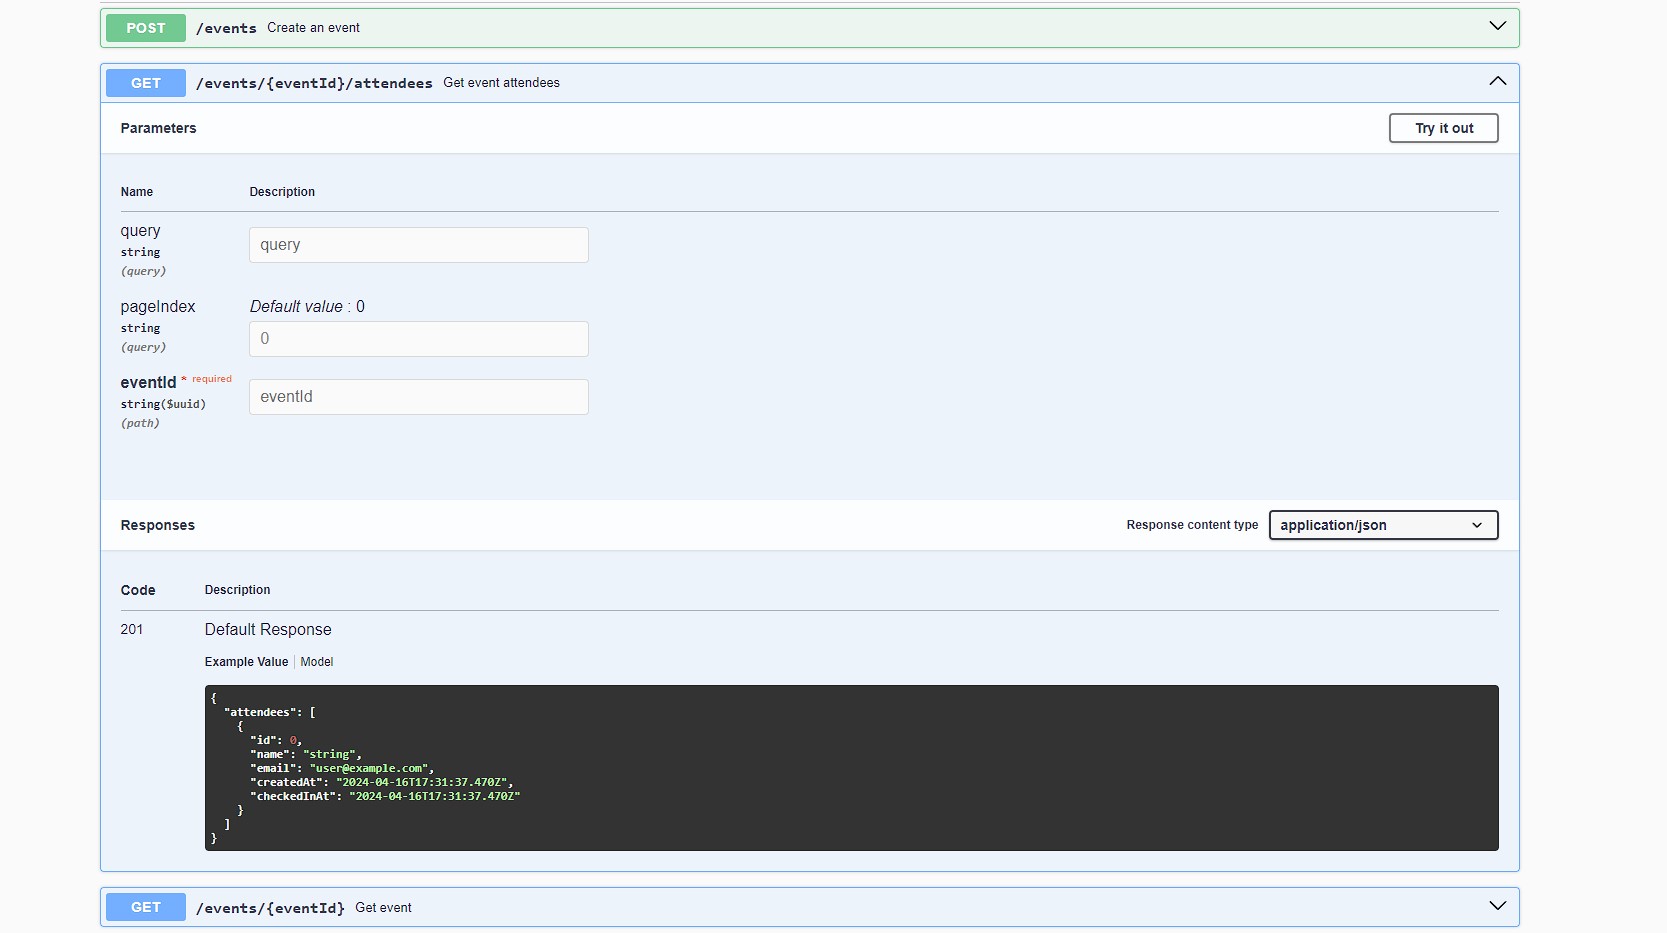 POST /events Create an event
GET /events/{eventId}/attendees Get event attendees
Parameters
Try it out
Name Description
query
string
(query)
query
pageIndex
string
(query)
Default value : 0
0
eventId * required
string($uuid)
(path)
eventId
Responses
Response content type application/json
Code Description
201 Default Response
Example Value Model
{
  "attendees": [
    {
      "id": 0,
      "name": "string",
      "email": "user@example.com",
      "createdAt": "2024-04-16T17:31:37.470Z",
      "checkedInAt": "2024-04-16T17:31:37.470Z"
    }
  ]
}
GET /events/{eventId} Get event